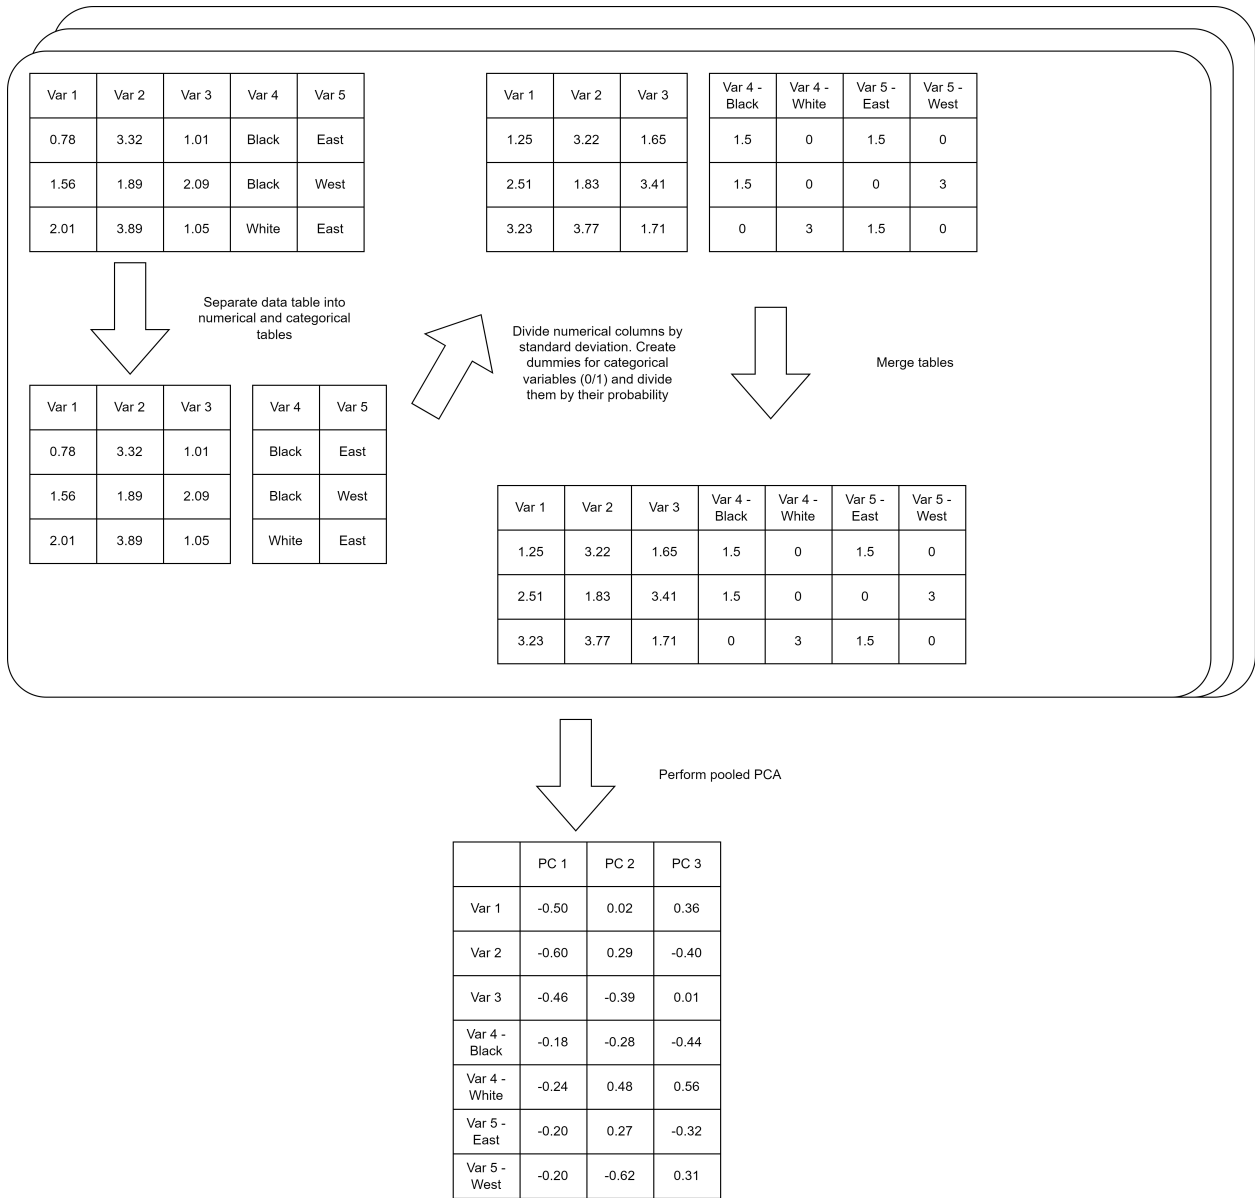 Var 1 Var 2 Var 3 Var 4 Var 5
0.78 3.32 1.01 Black East
1.56 1.89 2.09 Black West
2.01 3.89 1.05 White East
Separate data table into
numerical and categorical
tables
Var 1 Var 2 Var 3 Var 4 Var 5
0.78 3.32 1.01 Black East
1.56 1.89 2.09 Black West
2.01 3.89 1.05 White East
Divide numerical columns by
standard deviation. Create
dummies for categorical
variables (0/1) and divide
them by their probability
Var 1 Var 2 Var 3 Var 4 - Black Var 4 - White Var 5 - East Var 5 - West
1.25 3.22 1.65 1.5 0 1.5 0
2.51 1.83 3.41 1.5 0 0 3
3.23 3.77 1.71 0 3 1.5 0
Merge tables
Var 1 Var 2 Var 3 Var 4 - Black Var 4 - White Var 5 - East Var 5 - West
1.25 3.22 1.65 1.5 0 1.5 0
2.51 1.83 3.41 1.5 0 0 3
3.23 3.77 1.71 0 3 1.5 0
Perform pooled PCA
PC 1 PC 2 PC 3
Var 1 -0.50 0.02 0.36
Var 2 -0.60 0.29 -0.40
Var 3 -0.46 -0.39 0.01
Var 4 - Black -0.18 -0.28 -0.44
Var 4 - White -0.24 0.48 0.56
Var 5 - East -0.20 0.27 -0.32
Var 5 - West -0.20 -0.62 0.31